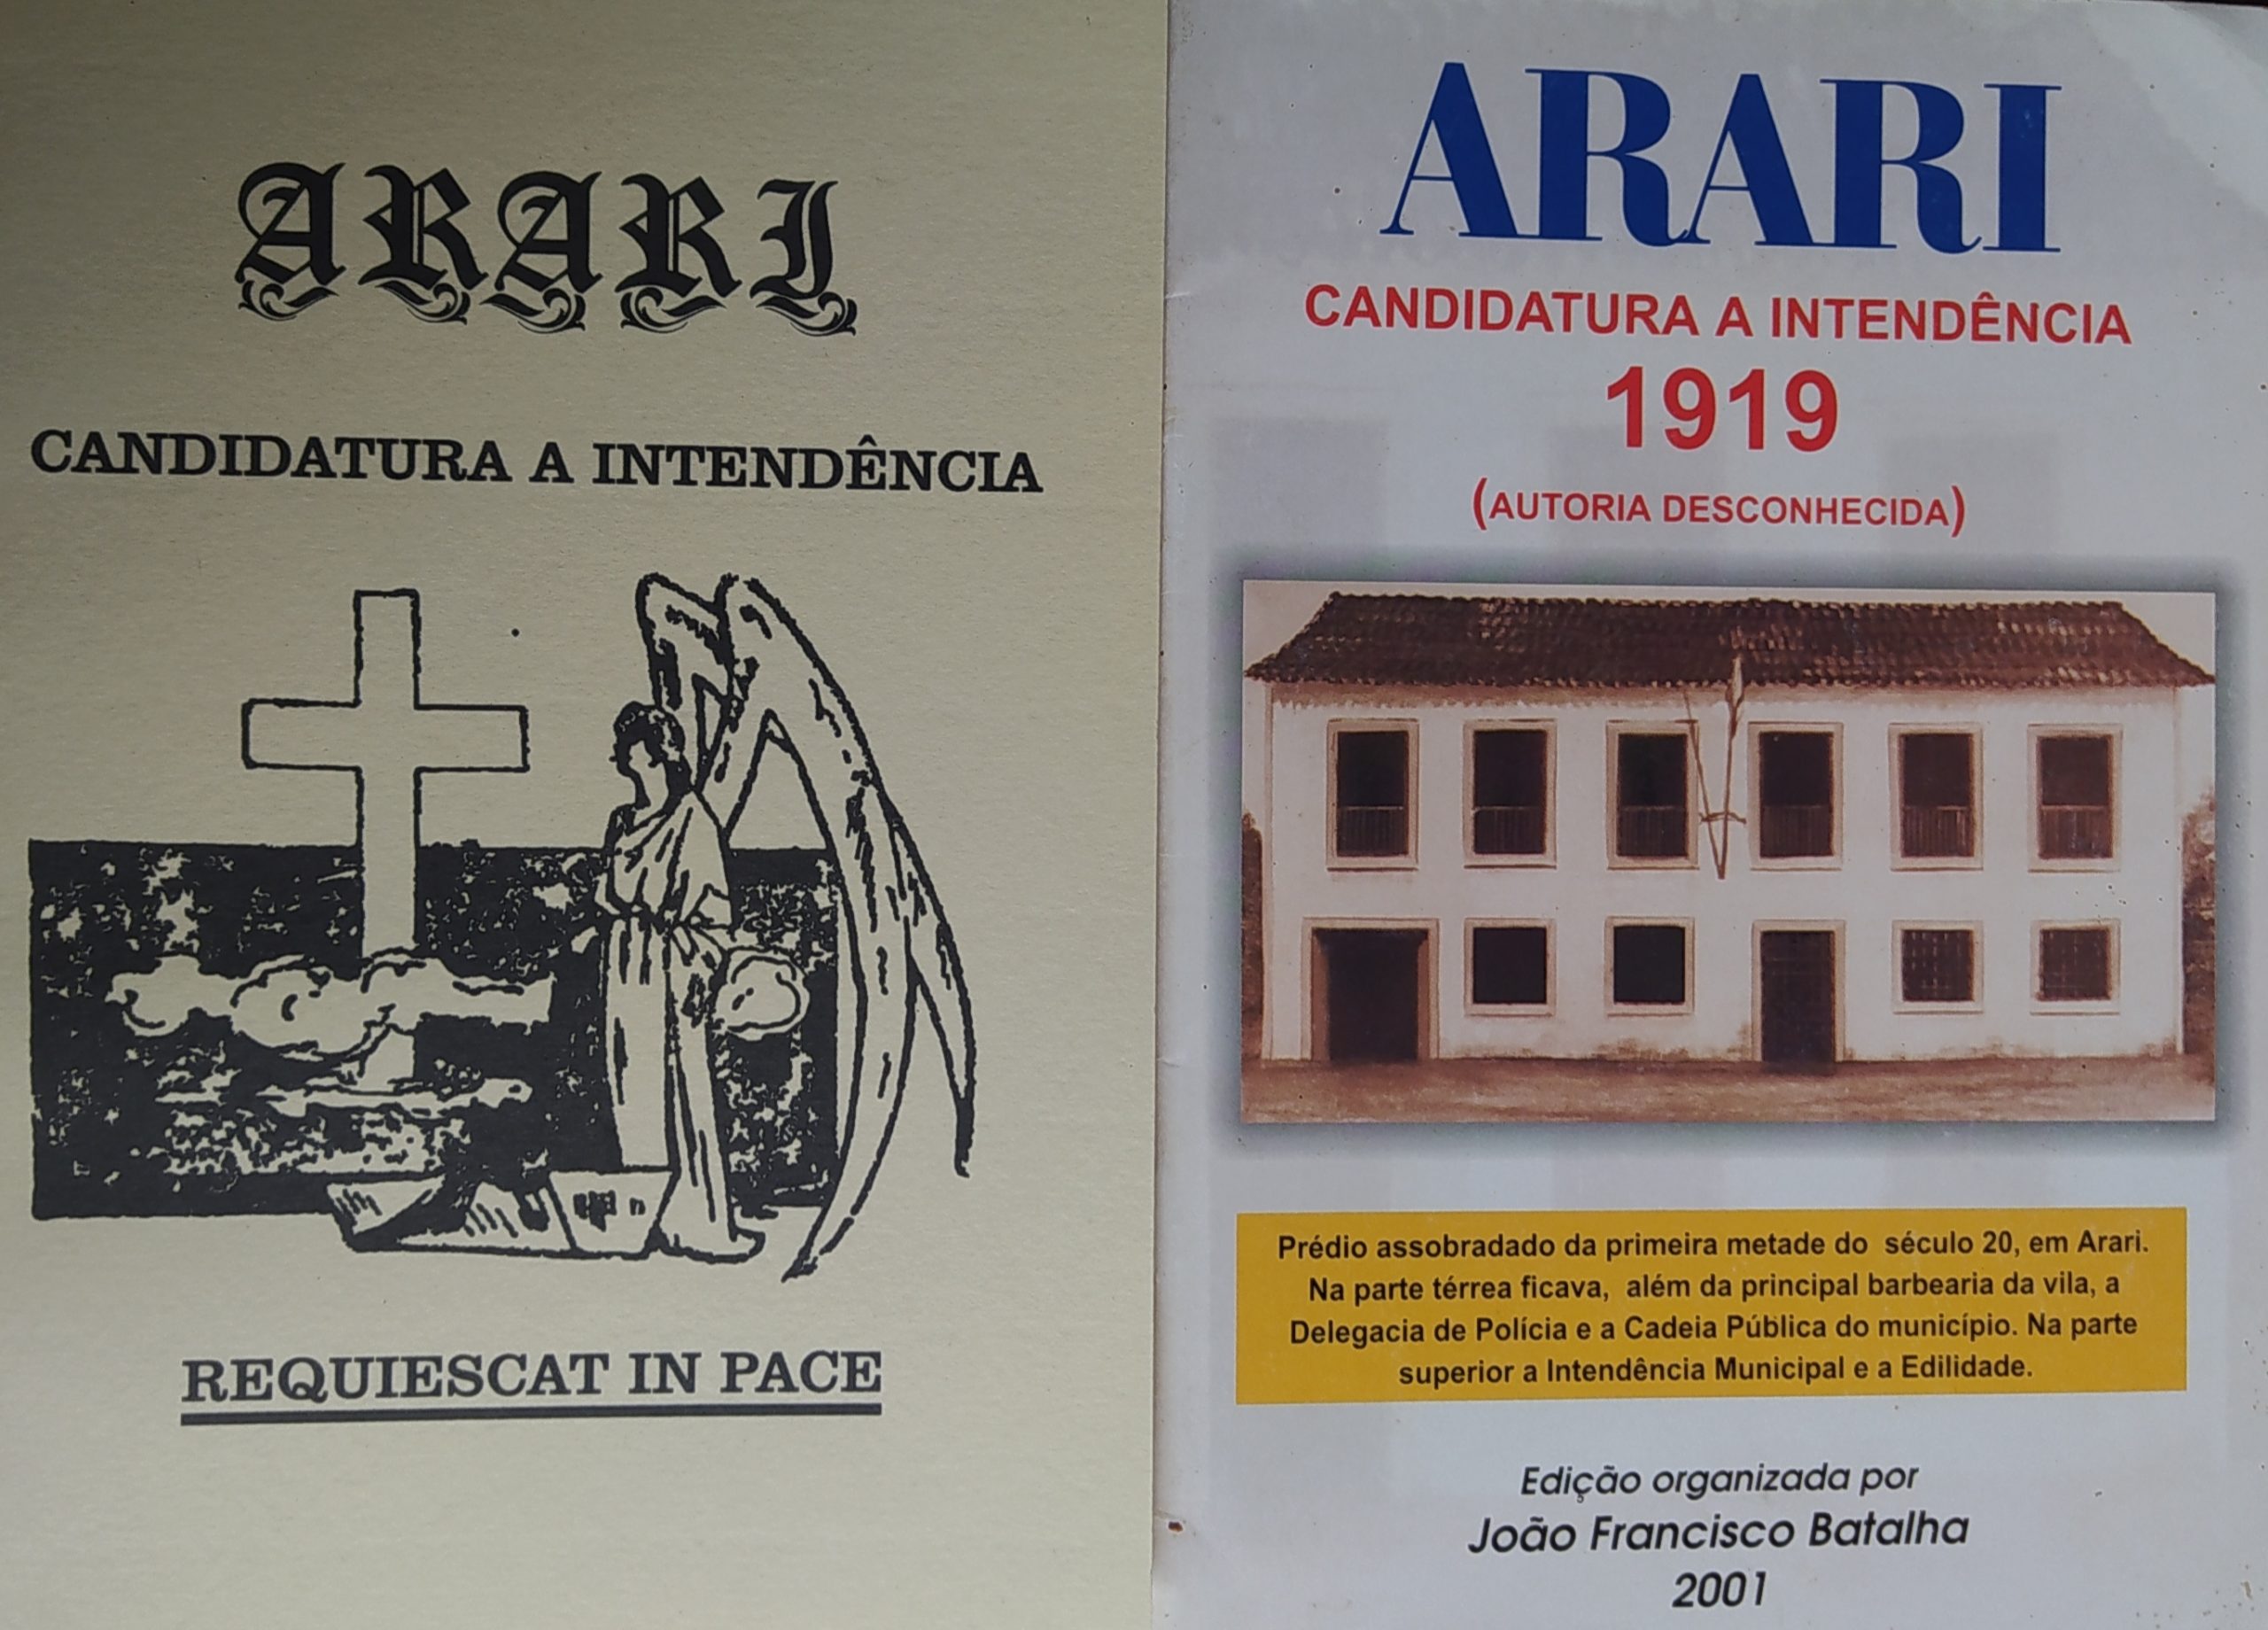 ARARI
CANDIDATURA A INTENDÊNCIA
REQUIESCAT IN PACE
ARARI
CANDIDATURA A INTENDÊNCIA
1919
(AUTORIA DESCONHECIDA)
Prédio assobradado da primeira metade do século 20, em Arari.
Na parte térrea ficava, além da principal barbearia da vila, a
Delegacia de Polícia e a Cadeia Pública do município. Na parte
superior a Intendência Municipal e a Edilidade.
Edição organizada por
João Francisco Batalha
2001